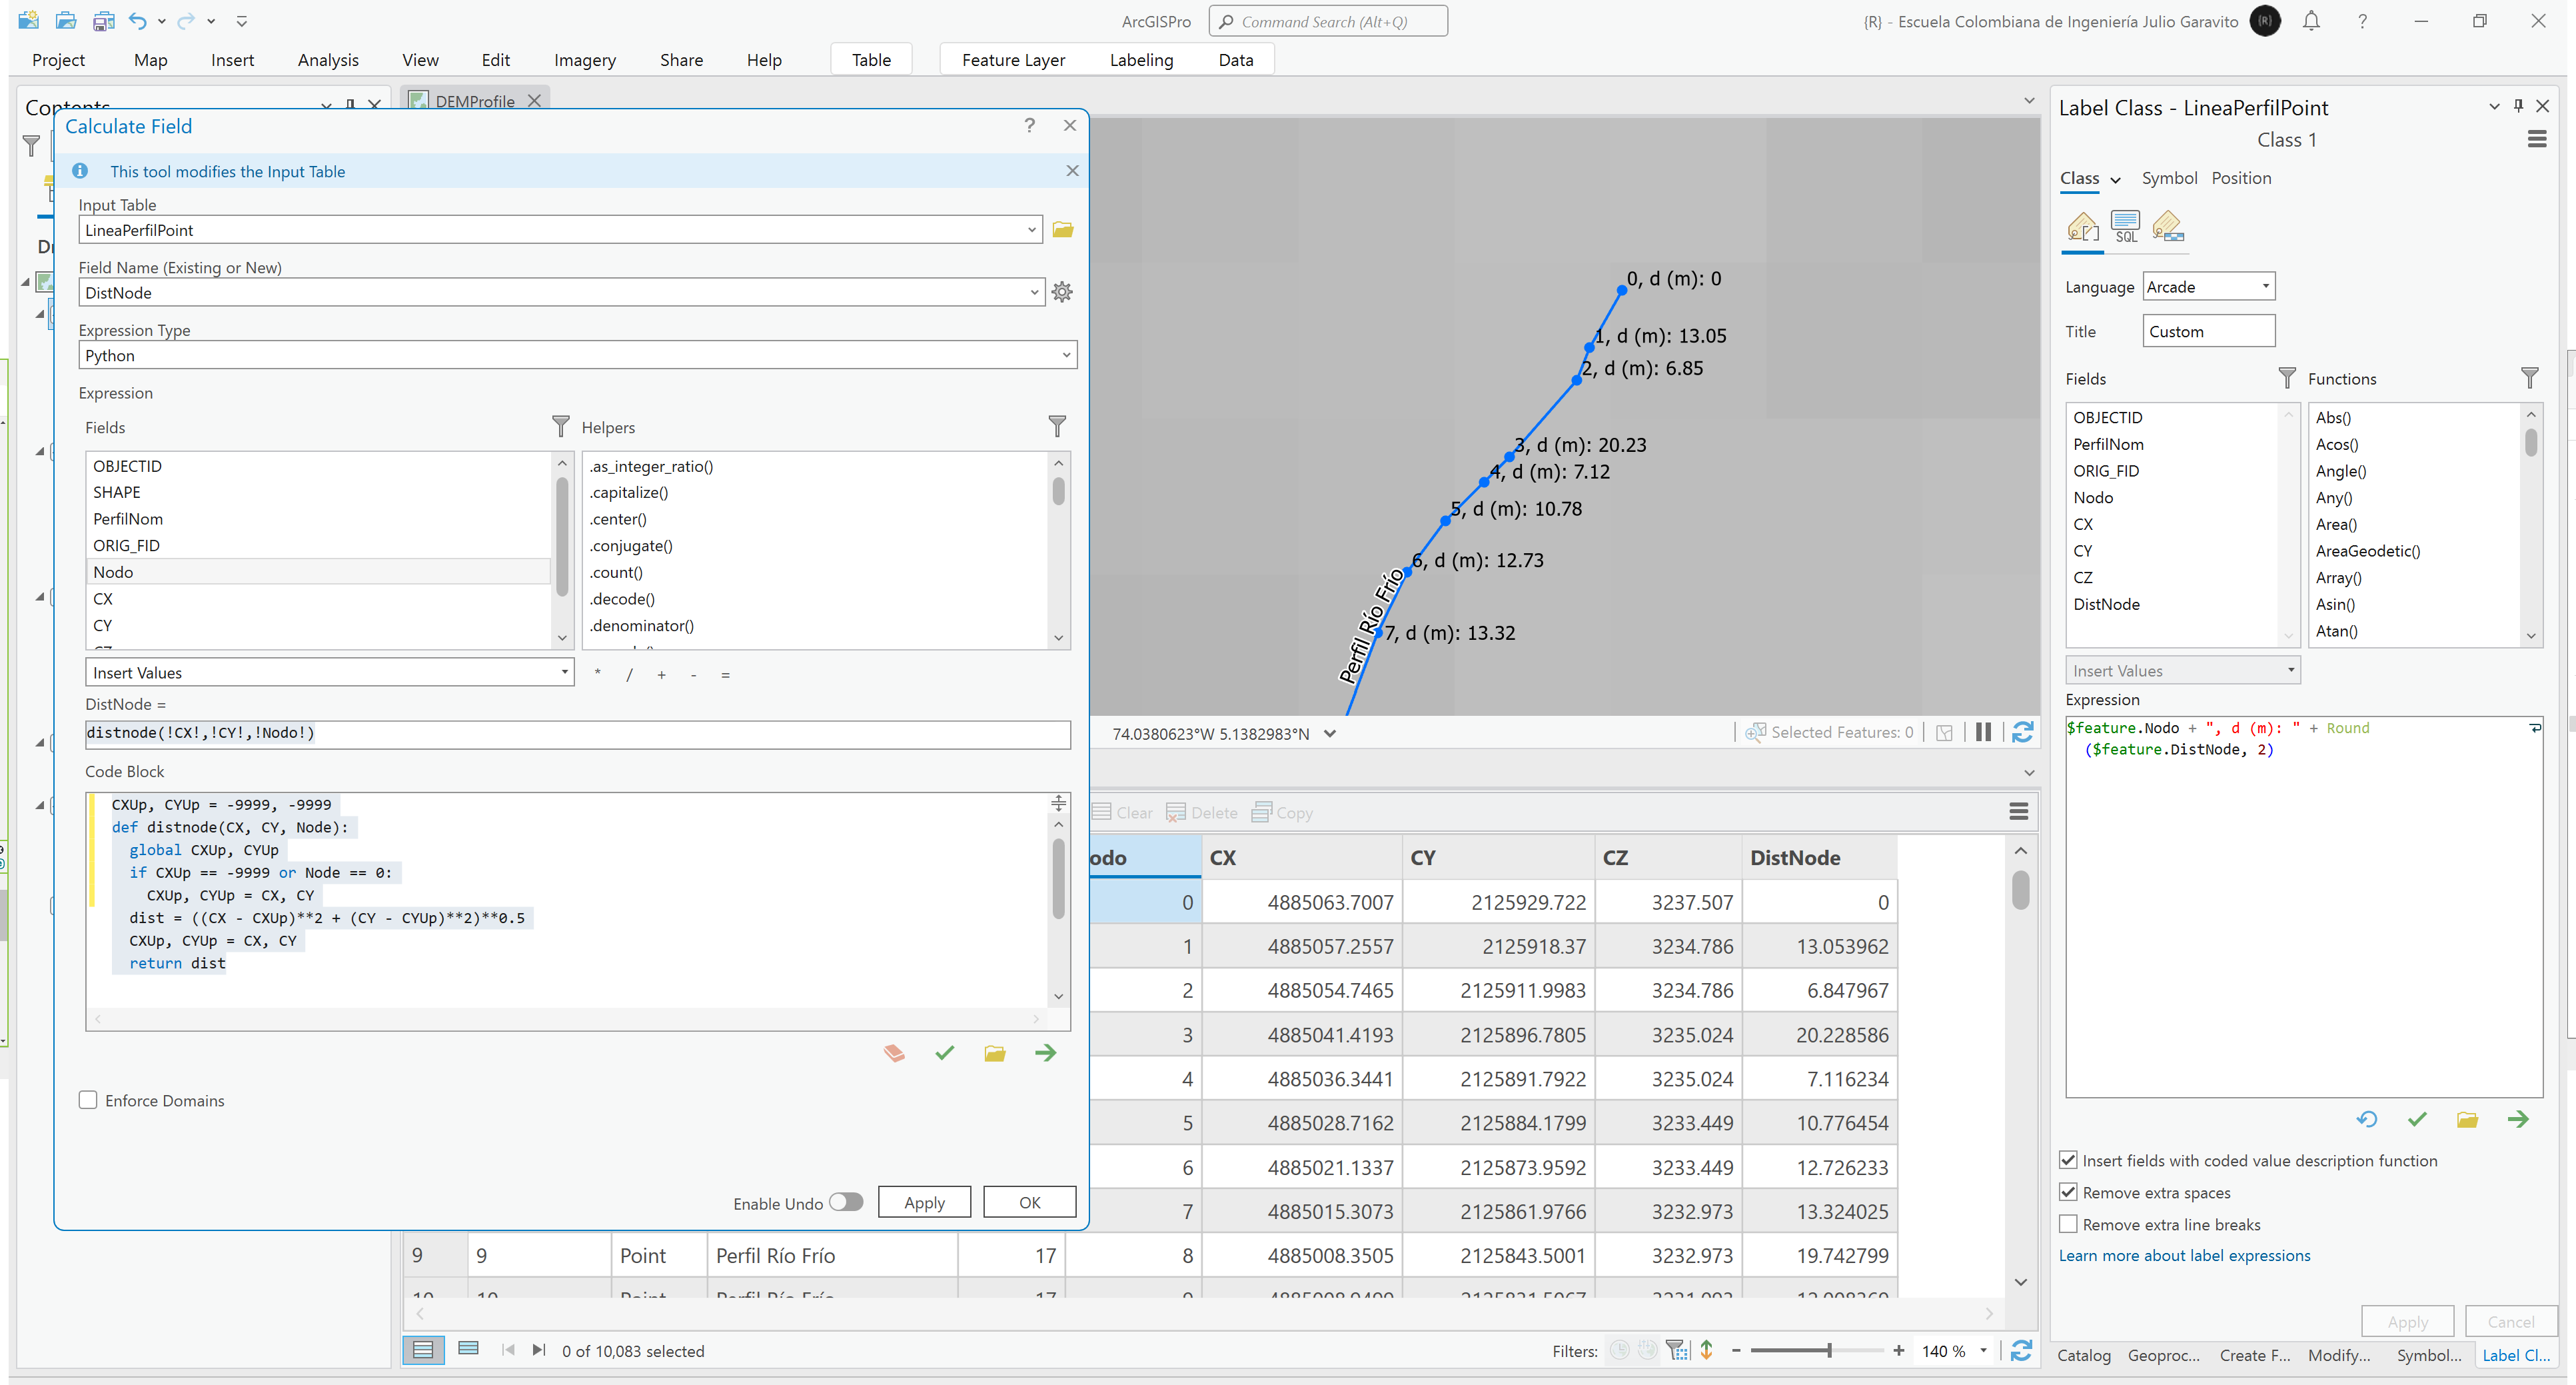 ArcGISPro
Command Search (Alt+Q)
{R} - Escuela Colombiana de Ingeniería Julio Garavito
{R}
?
Project Map Insert Analysis View Edit Imagery Share Help Table Feature Layer Labeling Data
DEMProfile
Calculate Field
?
This tool modifies the Input Table
Input Table
LineaPerfilPoint
Field Name (Existing or New)
DistNode
Expression Type
Python
Expression
Fields
Helpers
OBJECTID
SHAPE
PerfilNom
ORIG_FID
Nodo
CX
CY
.as_integer_ratio()
.capitalize()
.center()
.conjugate()
.count()
.decode()
.denominator()
Insert Values
* / + - =
DistNode =
distnode(!CX!,!CY!,!Nodo!)
Code Block
CXUp, CYUp = -9999, -9999
def distnode(CX, CY, Node):
global CXUp, CYUp
if CXUp == -9999 or Node == 0:
CXUp, CYUp = CX, CY
dist = ((CX - CXUp)**2 + (CY - CYUp)**2)**0.5
CXUp, CYUp = CX, CY
return dist
Enforce Domains
Enable Undo
Apply
OK
0, d (m): 0
1, d (m): 13.05
2, d (m): 6.85
3, d (m): 20.23
4, d (m): 7.12
5, d (m): 10.78
6, d (m): 12.73
7, d (m): 13.32
Perfil Río Frío
74.0380623°W 5.1382983°N
Selected Features: 0
Clear Delete Copy
odo CX CY CZ DistNode
0 4885063.7007 2125929.722 3237.507 0
1 4885057.2557 2125918.37 3234.786 13.053962
2 4885054.7465 2125911.9983 3234.786 6.847967
3 4885041.4193 2125896.7805 3235.024 20.228586
4 4885036.3441 2125891.7922 3235.024 7.116234
5 4885028.7162 2125884.1799 3233.449 10.776454
6 4885021.1337 2125873.9592 3233.449 12.726233
7 4885015.3073 2125861.9766 3232.973 13.324025
9 9 Point Perfil Río Frío 17 8 4885008.3505 2125843.5001 3232.973 19.742799
0 of 10,083 selected
Filters:
140 %
Label Class - LineaPerfilPoint
Class 1
Class Symbol Position
SQL
Language Arcade
Title Custom
Fields
Functions
OBJECTID
PerfilNom
ORIG_FID
Nodo
CX
CY
CZ
DistNode
Abs()
Acos()
Angle()
Any()
Area()
AreaGeodetic()
Array()
Asin()
Atan()
Insert Values
Expression
$feature.Nodo + ", d (m): " + Round
($feature.DistNode, 2)
Insert fields with coded value description function
Remove extra spaces
Remove extra line breaks
Learn more about label expressions
Apply
Cancel
Catalog Geoproc... Create F... Modify... Symbol... Label Cl...